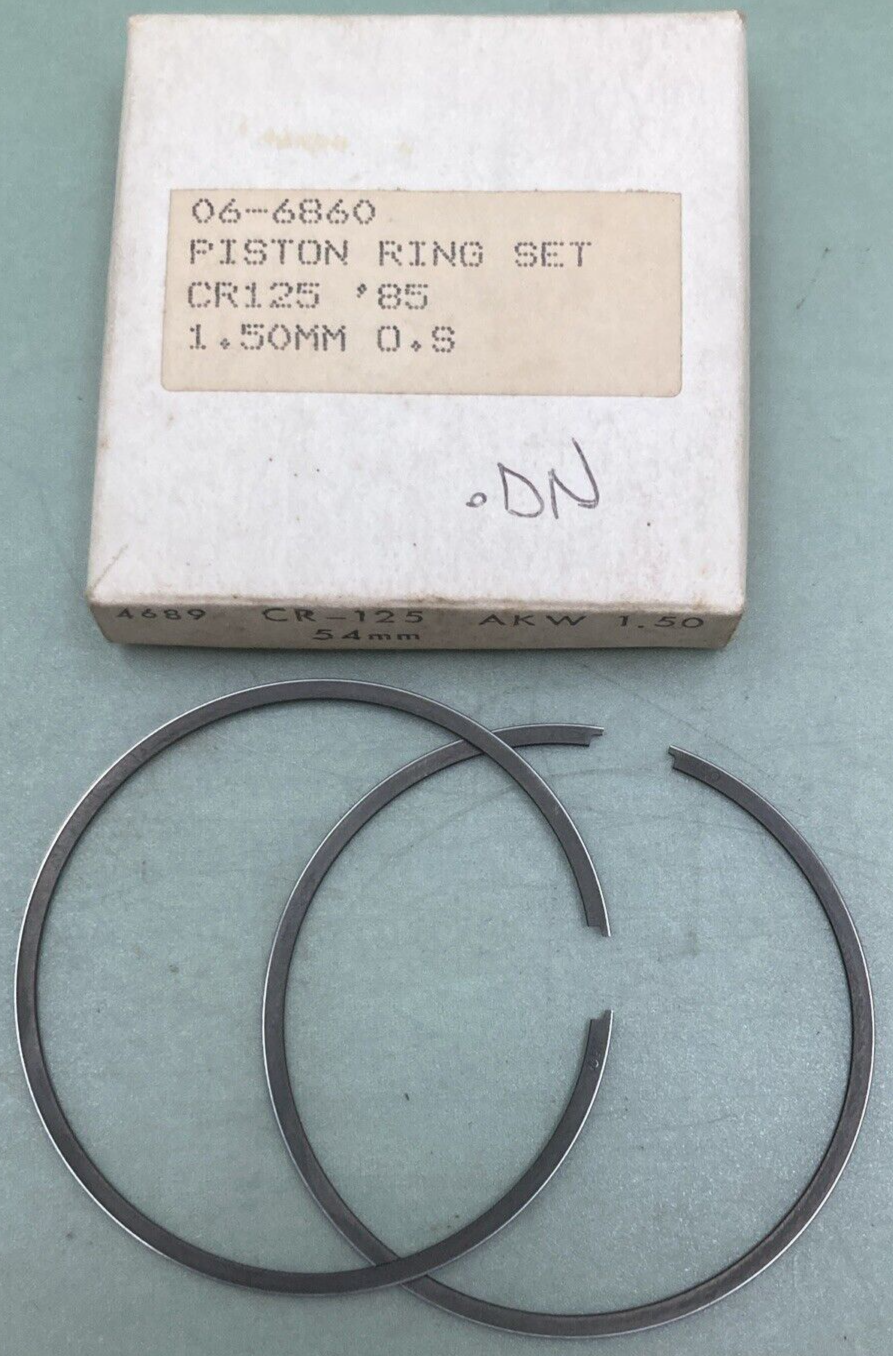 06-6860
PISTON RING SET
CR125 '85
1.50MM O.S
.DN
4689 CR-125 AKW 1.50
54mm